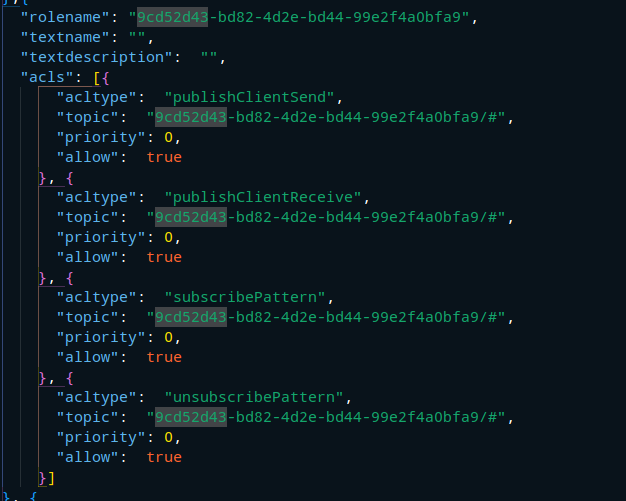 },{
"rolename": "9cd52d43-bd82-4d2e-bd44-99e2f4a0bfa9",
"textname": "",
"textdescription":  "",
"acls": [{
"acltype":  "publishClientSend",
"topic":  "9cd52d43-bd82-4d2e-bd44-99e2f4a0bfa9/#",
"priority": 0,
"allow":  true
}, {
"acltype":  "publishClientReceive",
"topic":  "9cd52d43-bd82-4d2e-bd44-99e2f4a0bfa9/#",
"priority": 0,
"allow":  true
}, {
"acltype":  "subscribePattern",
"topic":  "9cd52d43-bd82-4d2e-bd44-99e2f4a0bfa9/#",
"priority": 0,
"allow":  true
}, {
"acltype":  "unsubscribePattern",
"topic":  "9cd52d43-bd82-4d2e-bd44-99e2f4a0bfa9/#",
"priority": 0,
"allow":  true
}]
}, {